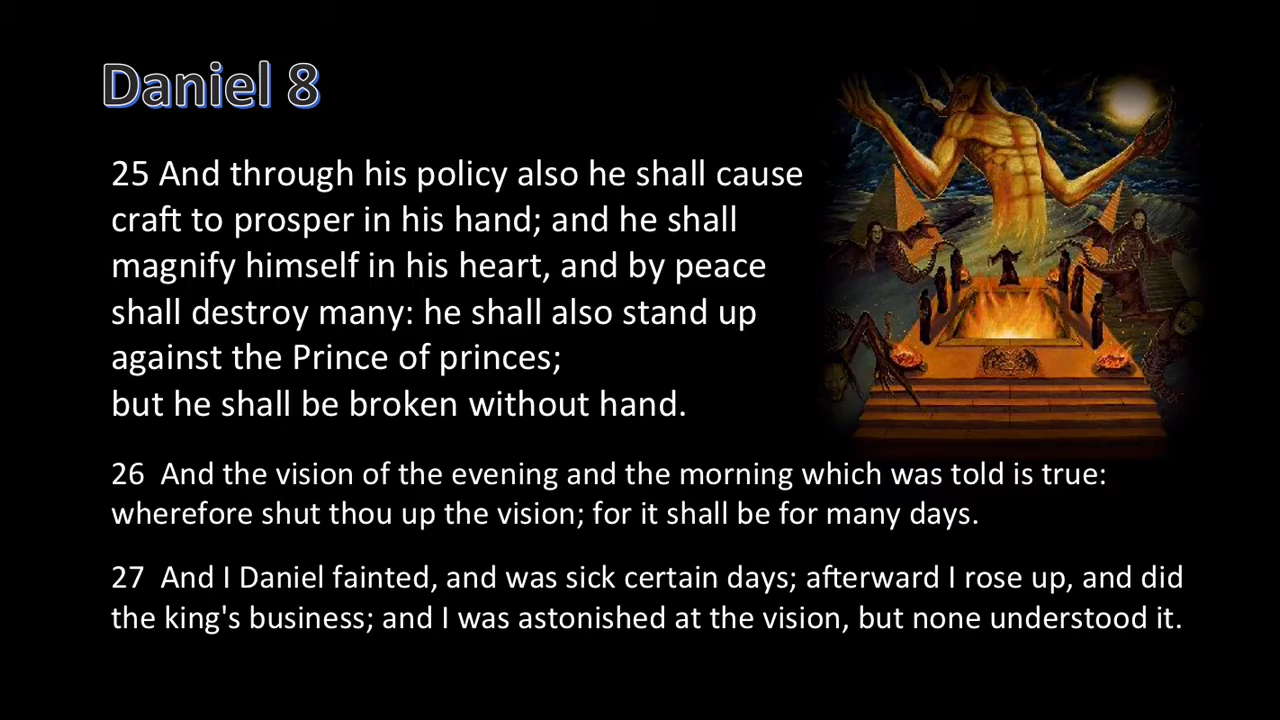 Daniel 8
25 And through his policy also he shall cause
craft to prosper in his hand; and he shall
magnify himself in his heart, and by peace
shall destroy many: he shall also stand up
against the Prince of princes;
but he shall be broken without hand.
26  And the vision of the evening and the morning which was told is true:
wherefore shut thou up the vision; for it shall be for many days.
27  And I Daniel fainted, and was sick certain days; afterward I rose up, and did
the king's business; and I was astonished at the vision, but none understood it.